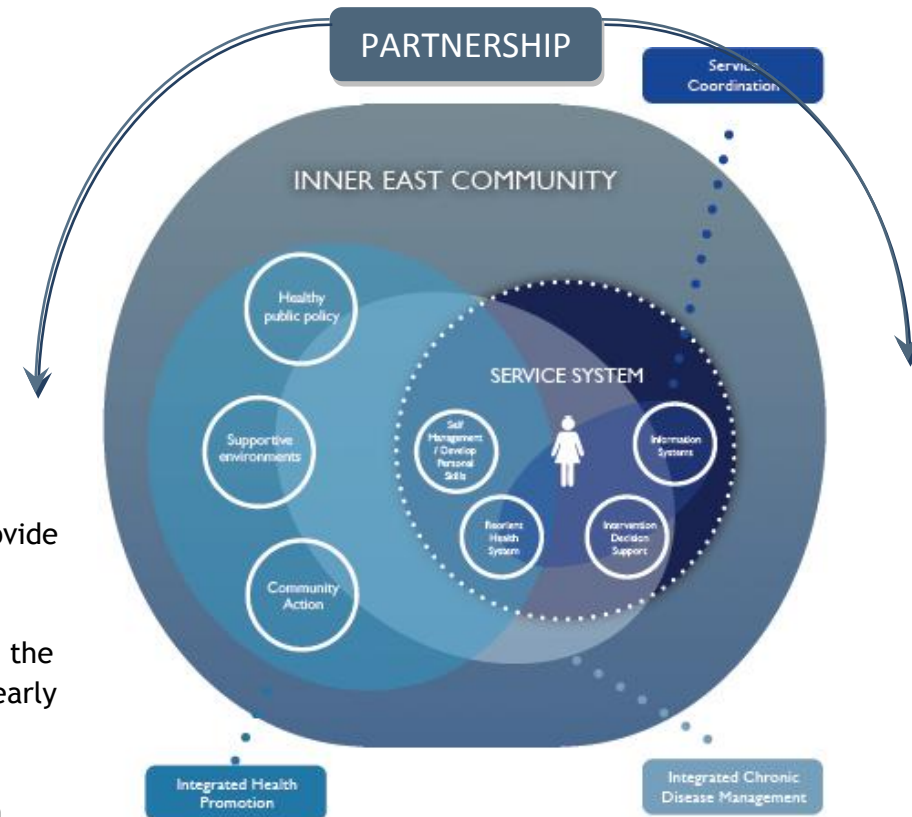 PARTNERSHIP
Service
Coordination
INNER EAST COMMUNITY
Healthy
public policy
SERVICE SYSTEM
Self
Management
/ Develop
Personal
Skills
Information
Systems
Supportive
environments
Reorient
Health
System
Intervention
Decision
Support
ovide
Community
Action
the
early
Integrated Health
Promotion
Integrated Chronic
Disease Management